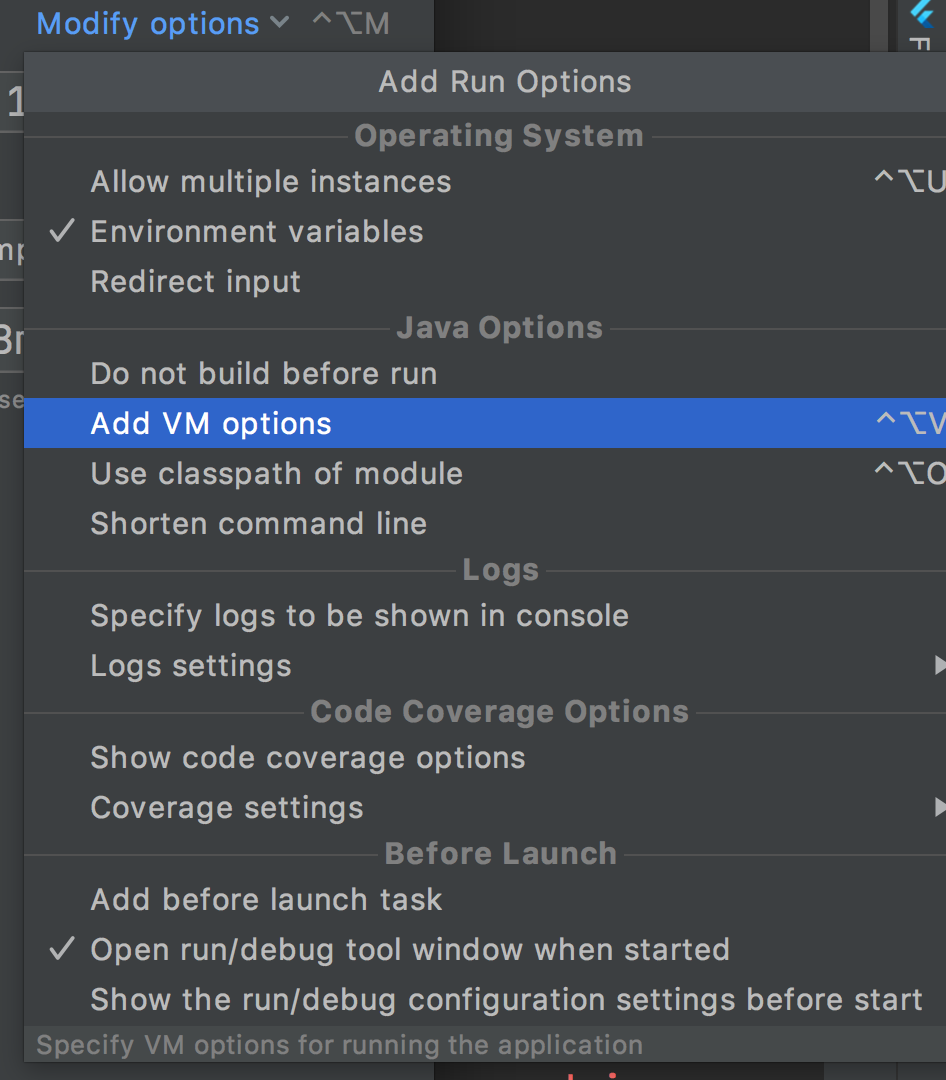 Modify options ⌃⌥M
Add Run Options
Operating System
Allow multiple instances ⌃⌥U
Environment variables
Redirect input
Java Options
Do not build before run
Add VM options ⌃⌥V
Use classpath of module ⌃⌥O
Shorten command line
Logs
Specify logs to be shown in console
Logs settings
Code Coverage Options
Show code coverage options
Coverage settings
Before Launch
Add before launch task
Open run/debug tool window when started
Show the run/debug configuration settings before start
Specify VM options for running the application